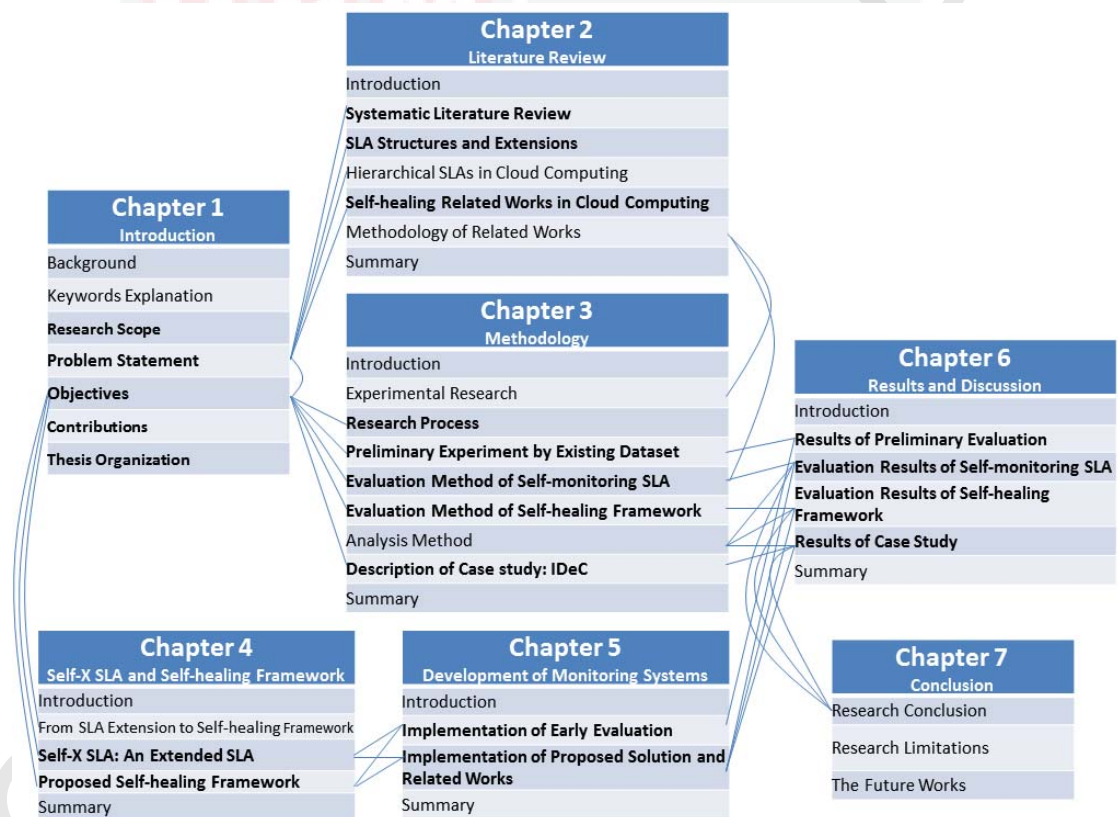 Chapter 1
Introduction
Background
Keywords Explanation
Research Scope
Problem Statement
Objectives
Contributions
Thesis Organization
Chapter 2
Literature Review
Introduction
Systematic Literature Review
SLA Structures and Extensions
Hierarchical SLAs in Cloud Computing
Self-healing Related Works in Cloud Computing
Methodology of Related Works
Summary
Chapter 3
Methodology
Introduction
Experimental Research
Research Process
Preliminary Experiment by Existing Dataset
Evaluation Method of Self-monitoring SLA
Evaluation Method of Self-healing Framework
Analysis Method
Description of Case study: IDeC
Summary
Chapter 4
Self-X SLA and Self-healing Framework
Introduction
From SLA Extension to Self-healing Framework
Self-X SLA: An Extended SLA
Proposed Self-healing Framework
Summary
Chapter 5
Development of Monitoring Systems
Introduction
Implementation of Early Evaluation
Implementation of Proposed Solution and
Related Works
Summary
Chapter 6
Results and Discussion
Introduction
Results of Preliminary Evaluation
Evaluation Results of Self-monitoring SLA
Evaluation Results of Self-healing
Framework
Results of Case Study
Summary
Chapter 7
Conclusion
Research Conclusion
Research Limitations
The Future Works